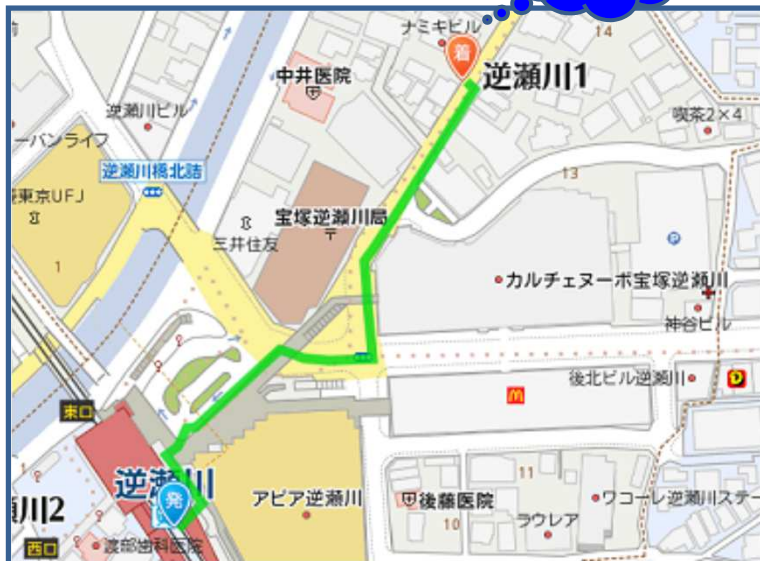 ナミキビル
14
着
逆瀬川1
中井医院
喫茶2×4
逆瀬川ビル
ーバンライフ
逆瀬川橋北詰
13
菱東京UFJ
宝塚逆瀬川局
三井住友
P
1
カルチェヌーボ宝塚逆瀬川
神谷ビル
後北ビル逆瀬川
D
M
東口
逆瀬川
発
アピア逆瀬川
後藤医院
11
10
ワコーレ逆瀬川ステー
ラウレア
瀬川2
渡部歯科医院
西口